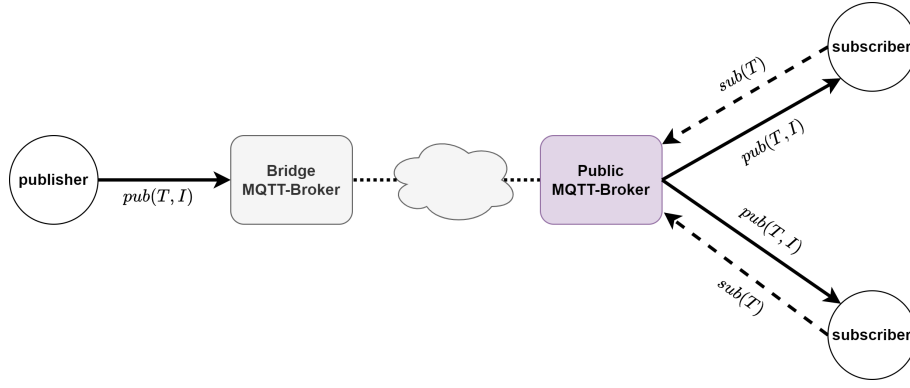 publisher
pub(T, I)
Bridge
MQTT-Broker
Public
MQTT-Broker
sub(T)
pub(T, I)
subscriber
pub(T, I)
sub(T)
subscriber